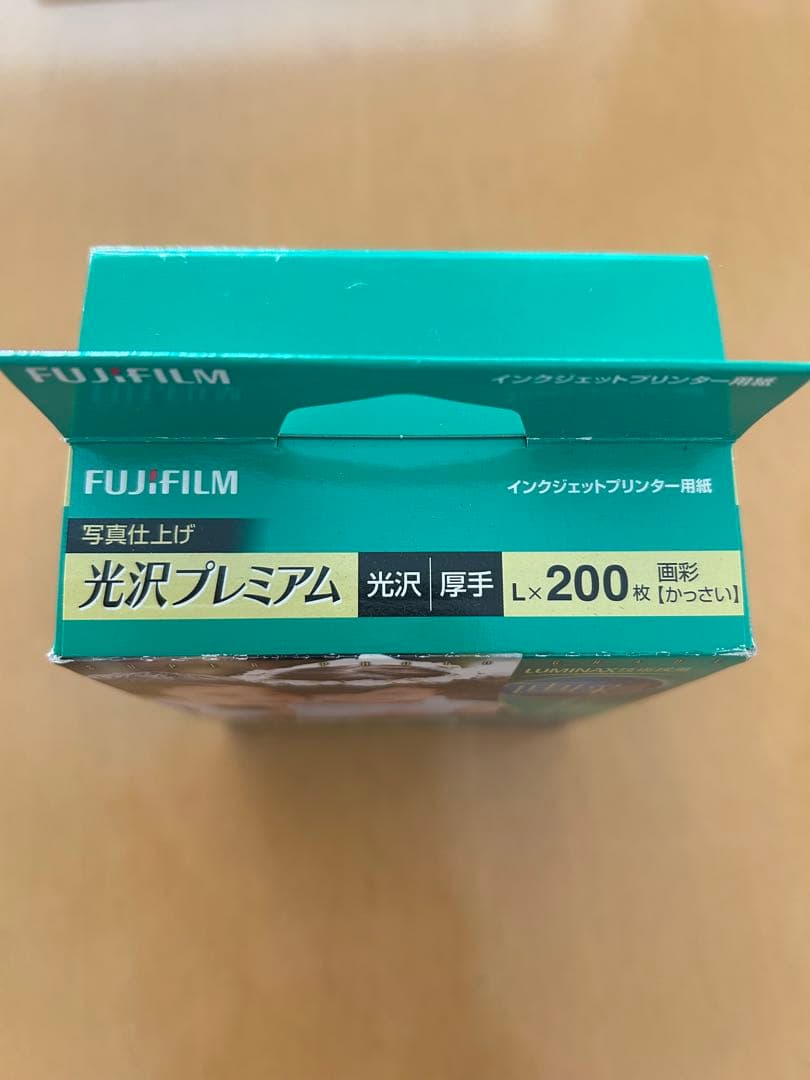 FUJIFILM インクジェットプリンター用紙
FUJIFILM インクジェットプリンター用紙
写真仕上げ
光沢プレミアム 光沢 厚手 L×200枚 画彩【かっさい】
LUMINAX